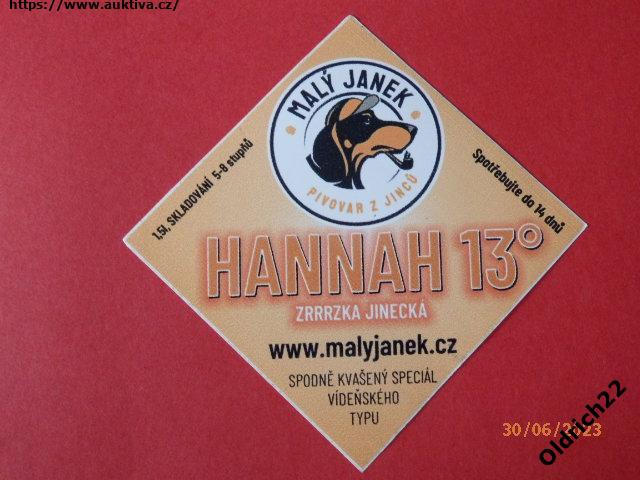 https://www.auktiva.cz/
MALÝ JANEK
PIVOVAR Z JINCŮ
1,5l, SKLADOVÁNÍ 5-8 stupňů
Spotřebujte do 14 dnů
HANNAH 13°
ZRRRZKA JINECKÁ
www.malyjanek.cz
SPODNĚ KVAŠENÝ SPECIÁL
VÍDEŇSKÉHO
TYPU
30/06/2023
Oldrich22